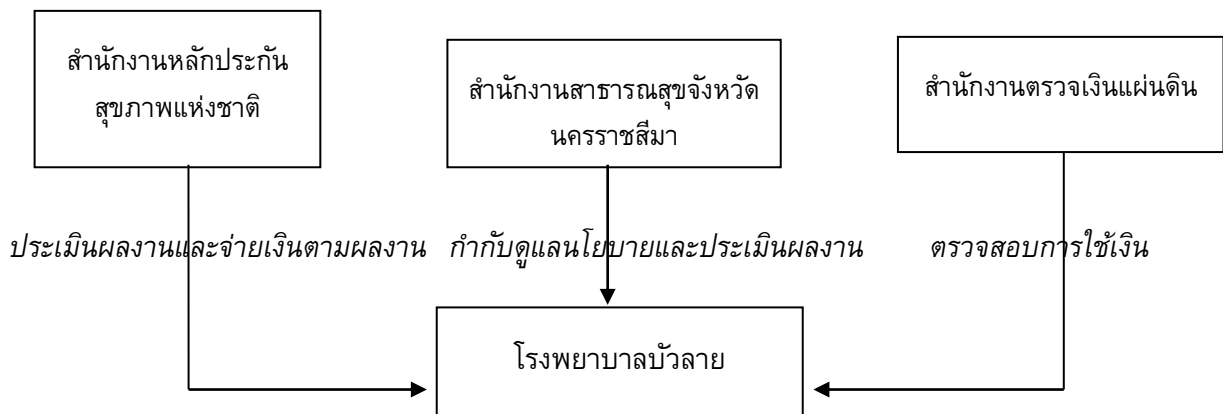 สำนักงานหลักประกัน
สุขภาพแห่งชาติ
สำนักงานสาธารณสุขจังหวัด
นครราชสีมา
สำนักงานตรวจเงินแผ่นดิน
ประเมินผลงานและจ่ายเงินตามผลงาน
กำกับดูแลนโยบายและประเมินผลงาน
ตรวจสอบการใช้เงิน
โรงพยาบาลบัวลาย